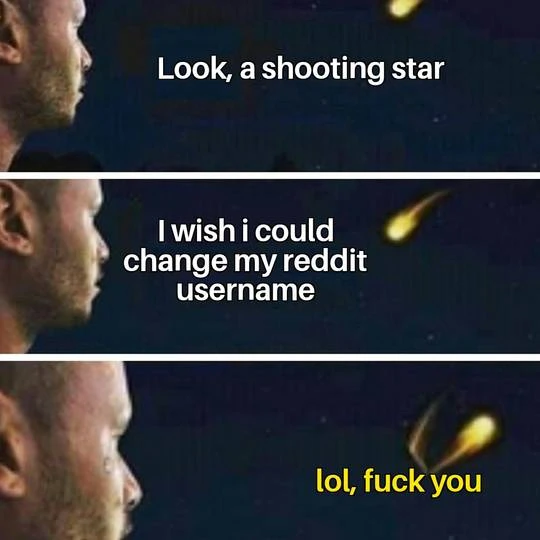 Look, a shooting star
I wish i could
change my reddit
username
lol, fuck you